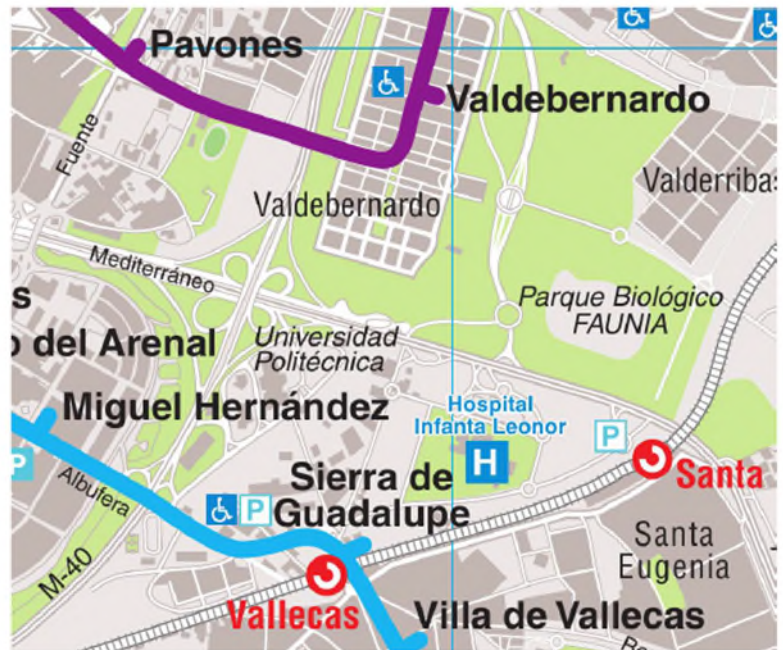 Pavones
Valdebernardo
Fuente
Valdebernardo
Valderribas
Mediterráneo
s
o del Arenal
Parque Biológico
FAUNIA
Universidad
Politécnica
Miguel Hernández
Hospital
Infanta Leonor
P
H
Sierra de
Guadalupe
P
P
Santa
Albufera
Santa
Eugenia
M-40
Vallecas
Villa de Vallecas